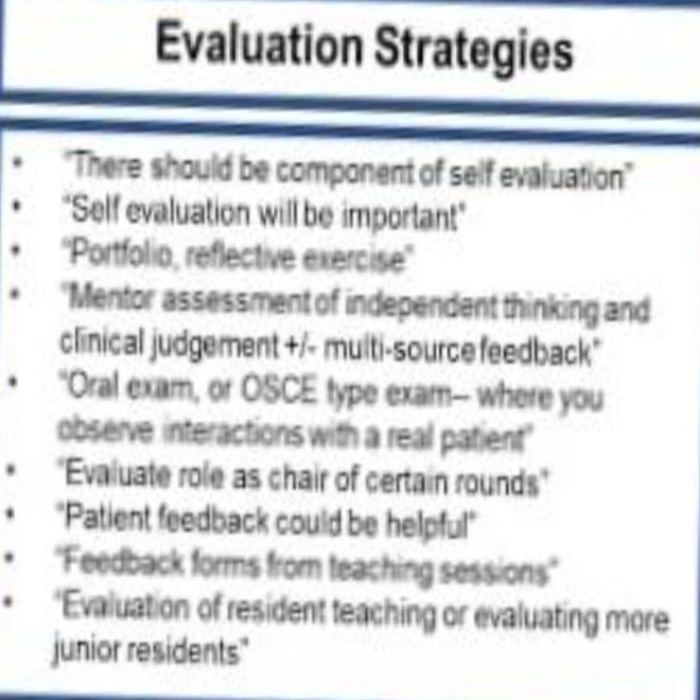 Evaluation Strategies
• "There should be component of self evaluation"
• "Self evaluation will be important"
• "Portfolio, reflective exercise"
• "Mentor assessment of independent thinking and
clinical judgement +/- multi-source feedback"
• "Oral exam, or OSCE type exam– where you
observe interactions with a real patient"
• "Evaluate role as chair of certain rounds"
• "Patient feedback could be helpful"
• "Feedback forms from teaching sessions"
• "Evaluation of resident teaching or evaluating more
junior residents"